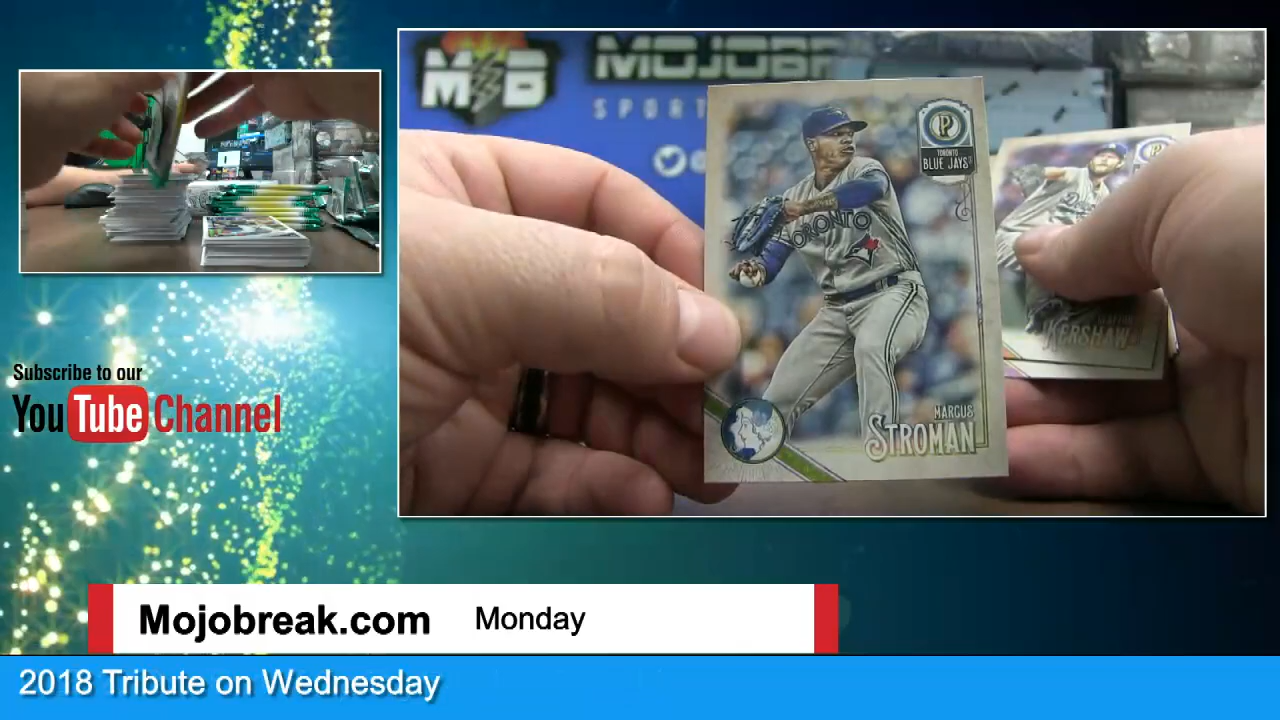 MB
MOJOBR
SPORT
P
TORONTO
BLUE JAYS
TORONTO
MARCUS
STROMAN
P
KERSHAW
Subscribe to our
YouTube Channel
Mojobreak.com Monday
2018 Tribute on Wednesday